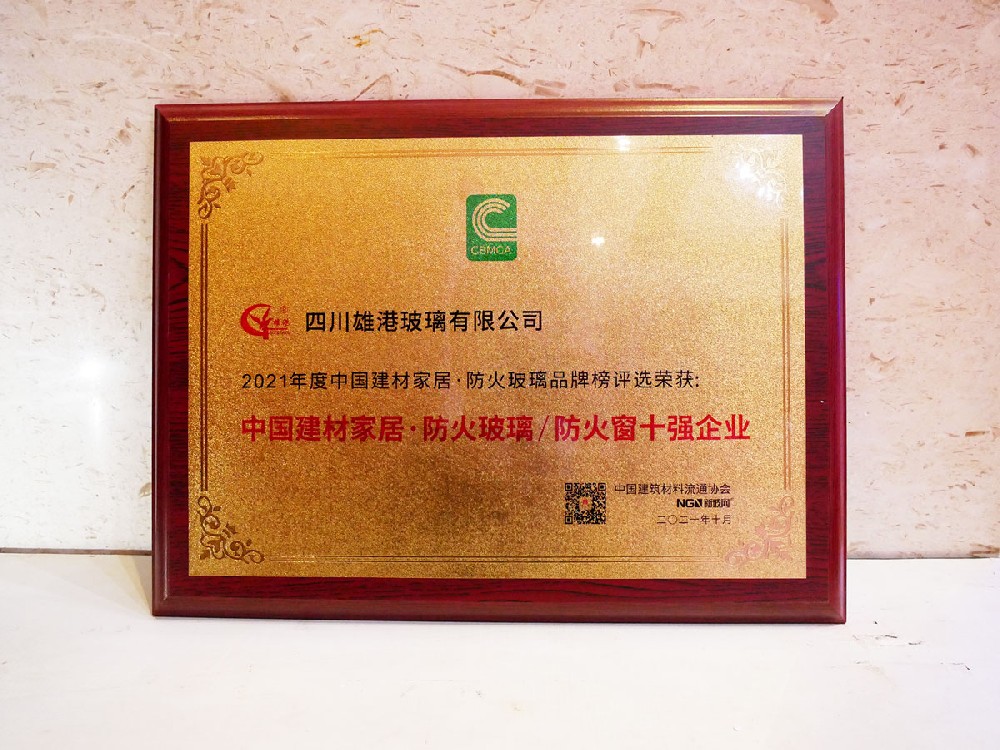 CBMCA
四川雄港玻璃有限公司
2021年度中国建材家居·防火玻璃品牌榜评选荣获:
中国建材家居·防火玻璃/防火窗十强企业
中国建筑材料流通协会
二〇二一年十月